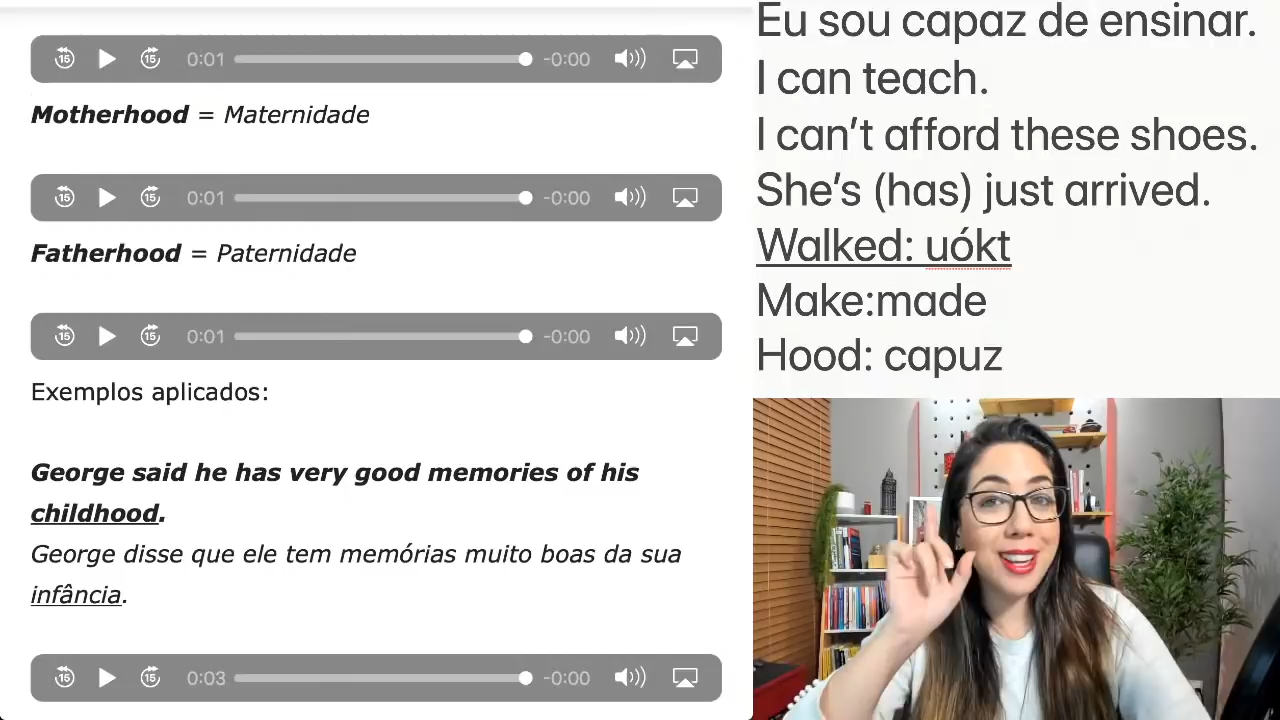 0:01 -0:00
Motherhood = Maternidade
0:01 -0:00
Fatherhood = Paternidade
0:01 -0:00
Exemplos aplicados:
George said he has very good memories of his
childhood.
George disse que ele tem memórias muito boas da sua
infância.
0:03 -0:00
Eu sou capaz de ensinar.
I can teach.
I can’t afford these shoes.
She’s (has) just arrived.
Walked: uókt
Make:made
Hood: capuz